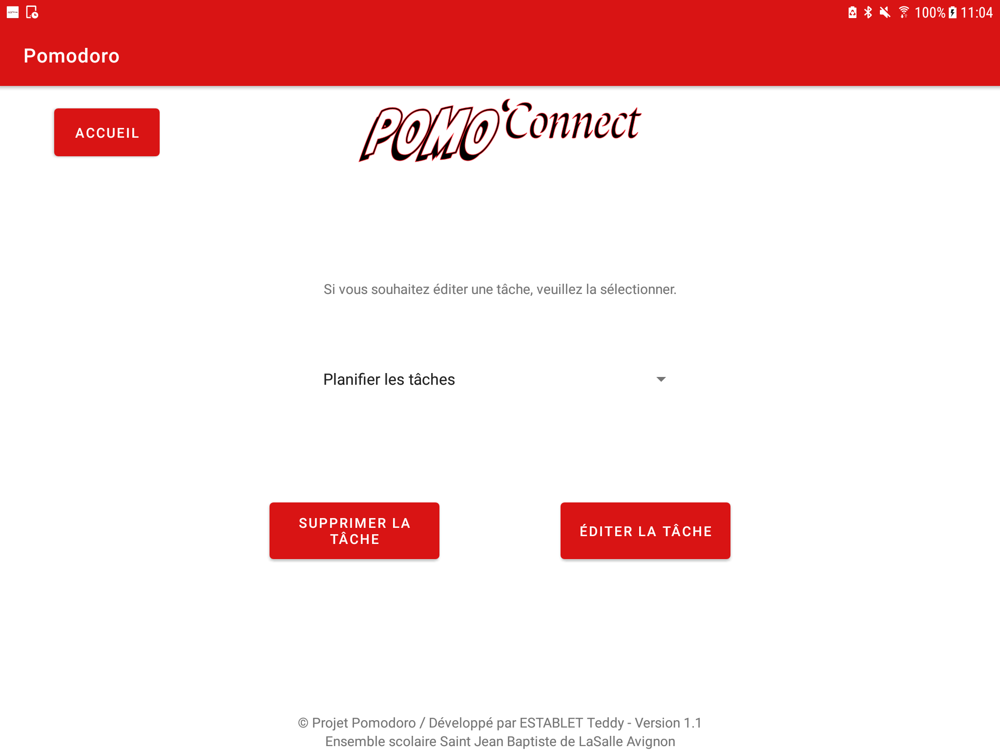 100% 11:04
Pomodoro
ACCUEIL
POMO'Connect
Si vous souhaitez éditer une tâche, veuillez la sélectionner.
Planifier les tâches
SUPPRIMER LA
TÂCHE
ÉDITER LA TÂCHE
© Projet Pomodoro / Développé par ESTABLET Teddy - Version 1.1
Ensemble scolaire Saint Jean Baptiste de LaSalle Avignon